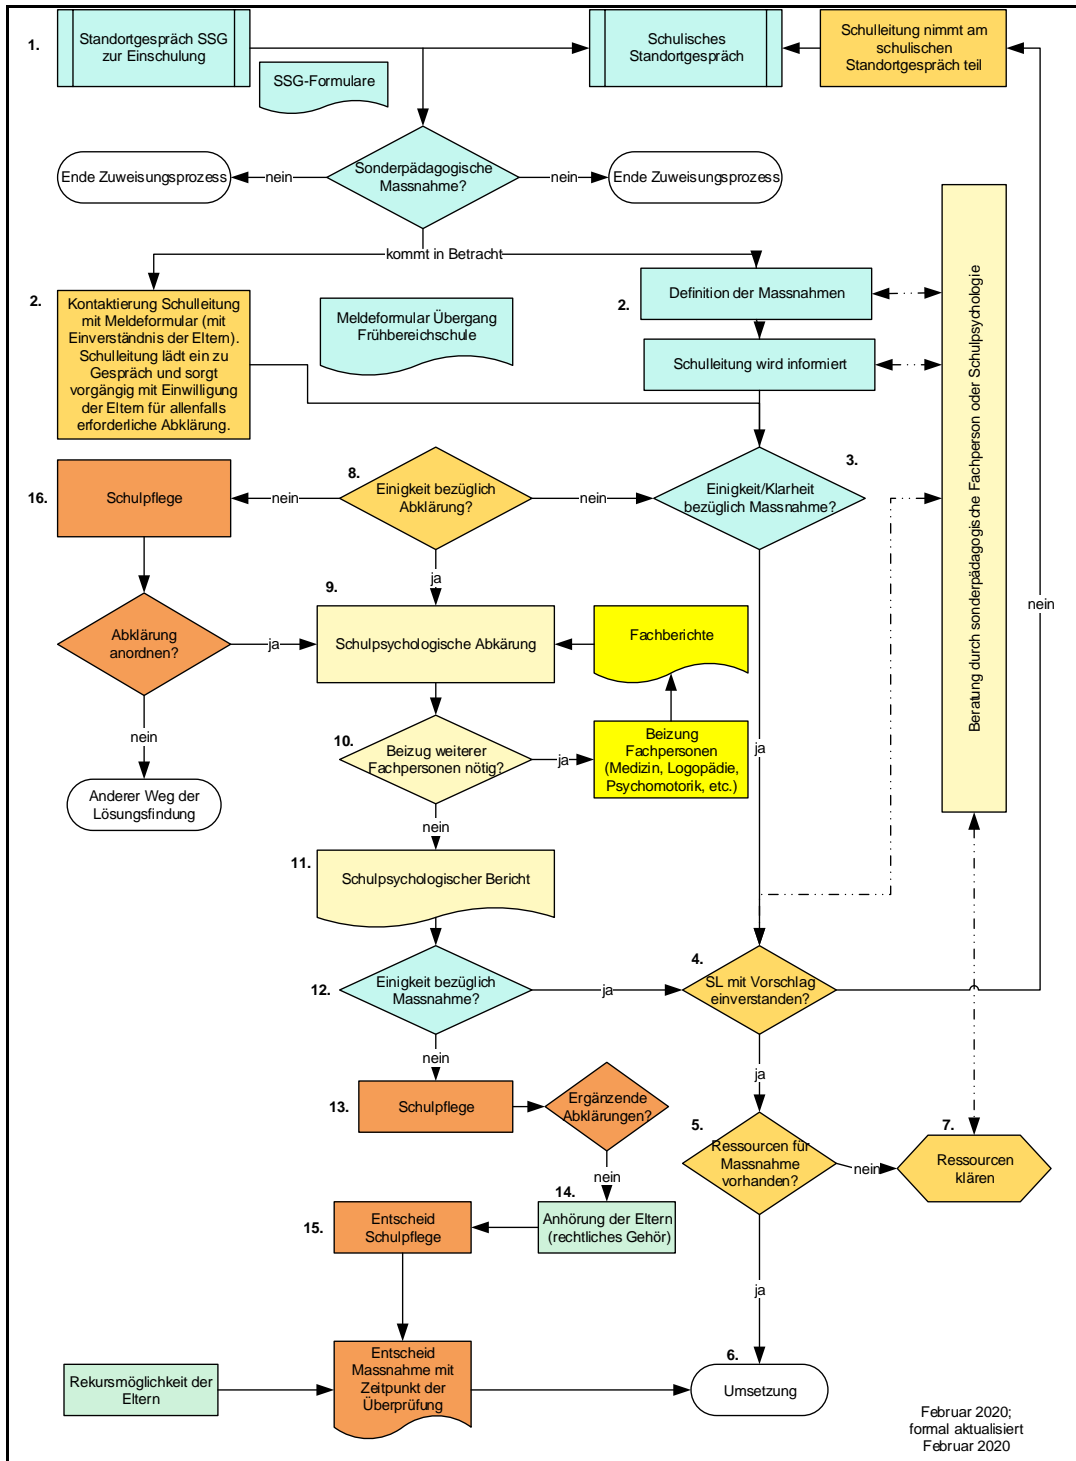 1.
Standortgespräch SSG
zur Einschulung
Schulisches
Standortgespräch
Schulleitung nimmt am
schulischen
Standortgespräch teil
SSG-Formulare
Ende Zuweisungsprozess
nein
Sonderpädagogische
Massnahme?
nein
Ende Zuweisungsprozess
kommt in Betracht
2.
Kontaktierung Schulleitung
mit Meldeformular (mit
Einverständnis der Eltern).
Schulleitung lädt ein zu
Gespräch und sorgt
vorgängig mit Einwilligung
der Eltern für allenfalls
erforderliche Abklärung.
Meldeformular Übergang
Frühbereichschule
2.
Definition der Massnahmen
Schulleitung wird informiert
Beratung durch sonderpädagogische Fachperson oder Schulpsychologie
16.
Schulpflege
nein
8.
Einigkeit bezüglich
Abklärung?
nein
3.
Einigkeit/Klarheit
bezüglich Massnahme?
ja
nein
9.
Abklärung
anordnen?
ja
Schulpsychologische Abkärung
Fachberichte
nein
10.
Beizug weiterer
Fachpersonen nötig?
ja
Beizung
Fachpersonen
(Medizin, Logopädie,
Psychomotorik, etc.)
ja
Anderer Weg der
Lösungsfindung
nein
11.
Schulpsychologischer Bericht
12.
Einigkeit bezüglich
Massnahme?
ja
4.
SL mit Vorschlag
einverstanden?
nein
ja
13.
Schulpflege
Ergänzende
Abklärungen?
5.
Ressourcen für
Massnahme
vorhanden?
nein
7.
Ressourcen
klären
nein
14.
Anhörung der Eltern
(rechtliches Gehör)
15.
Entscheid
Schulpflege
ja
Rekursmöglichkeit der
Eltern
Entscheid
Massnahme mit
Zeitpunkt der
Überprüfung
6.
Umsetzung
Februar 2020;
formal aktualisiert
Februar 2020